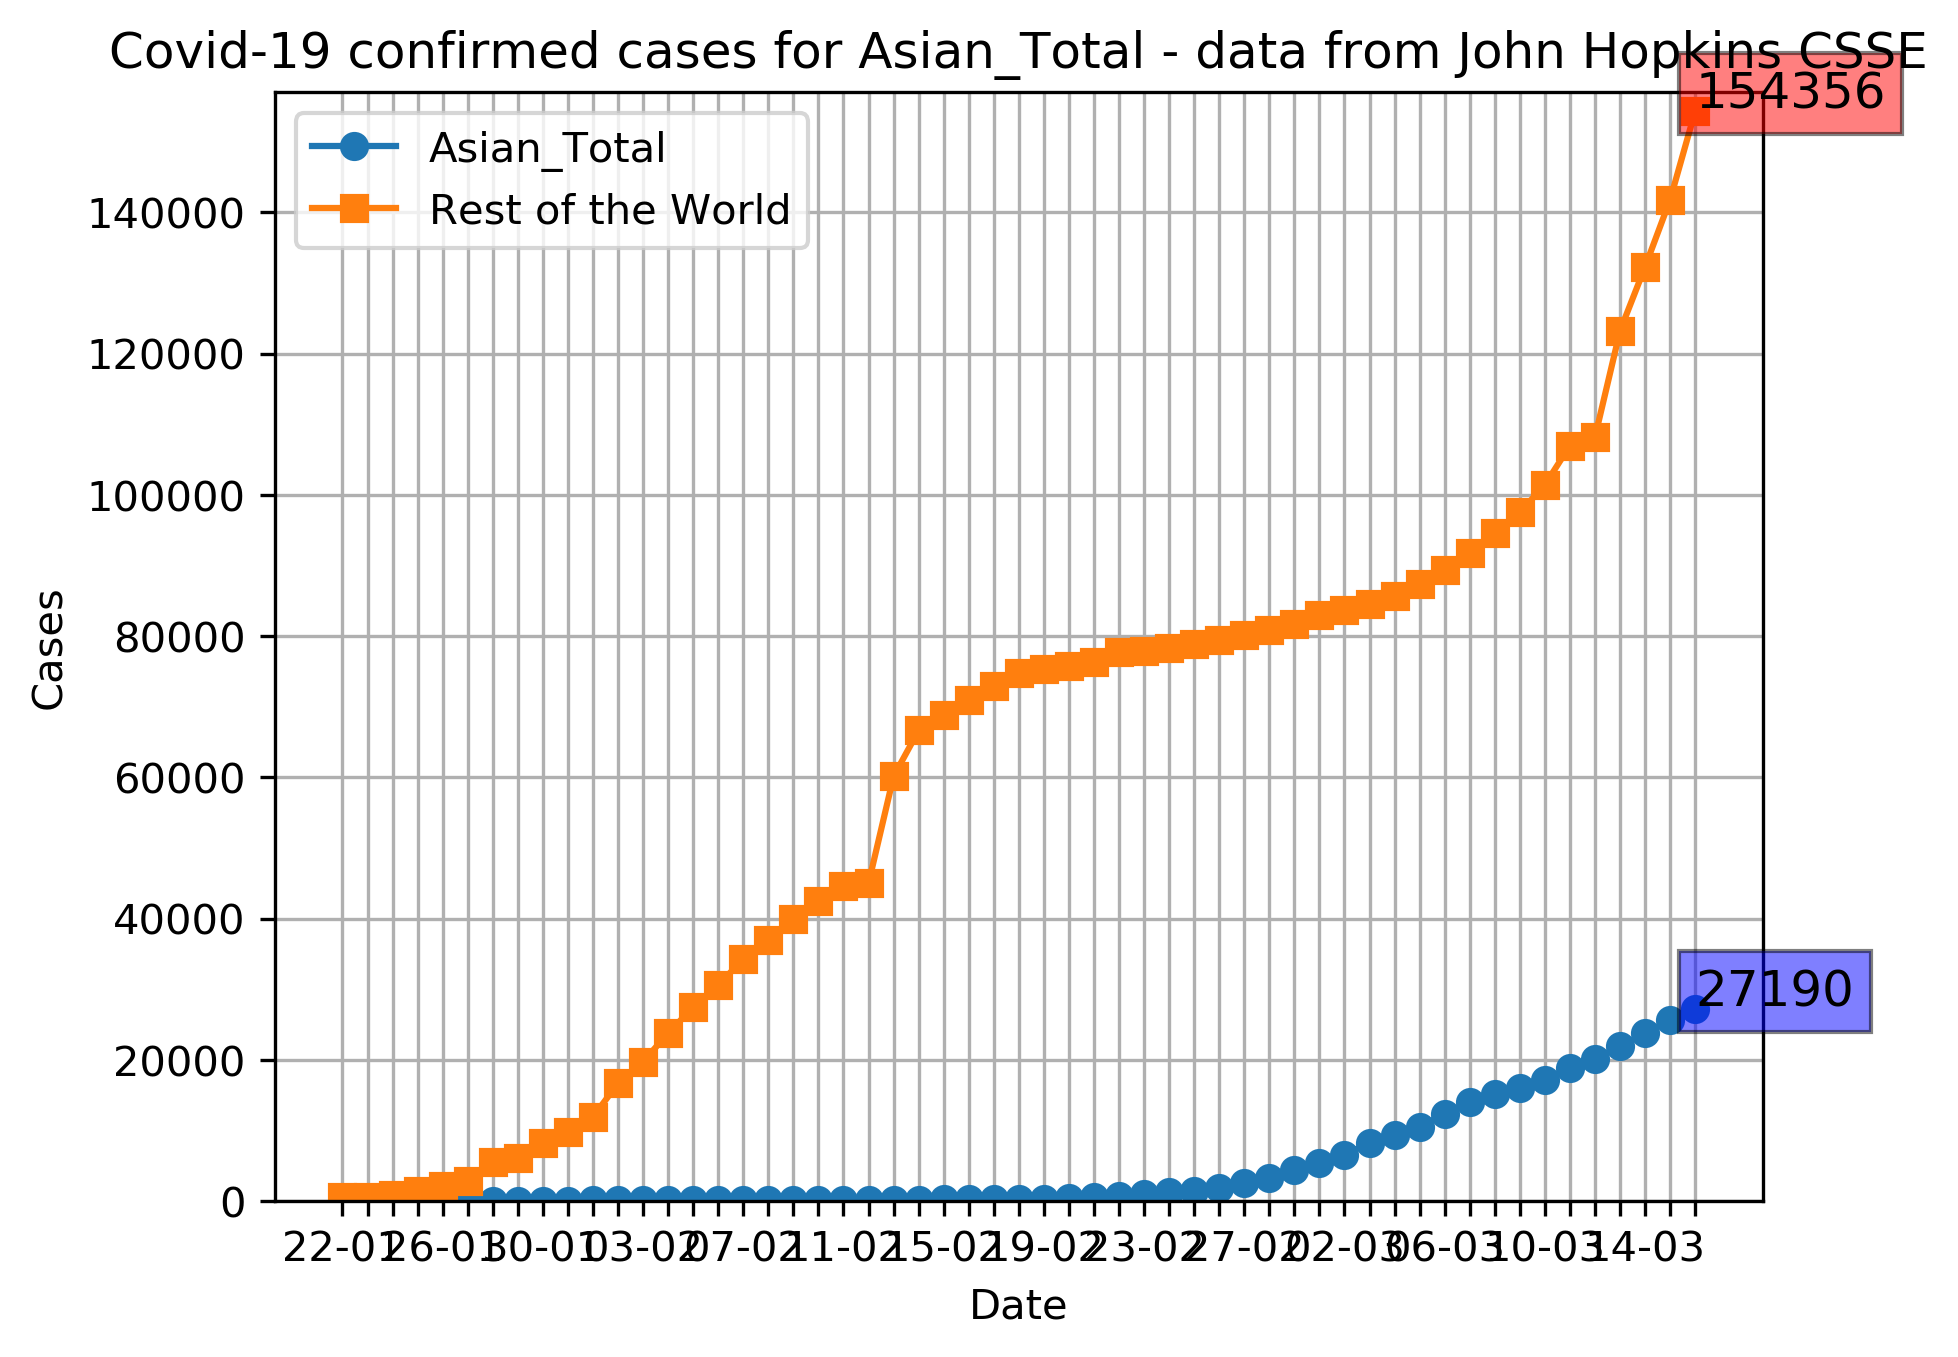 Covid-19 confirmed cases for Asian_Total - data from John Hopkins CSSE
154356
Asian_Total
Rest of the World
140000
120000
100000
80000
60000
40000
20000
0
Cases
27190
22-01 26-01 30-01 03-02 07-02 11-02 15-02 19-02 23-02 27-02 02-03 06-03 10-03 14-03
Date